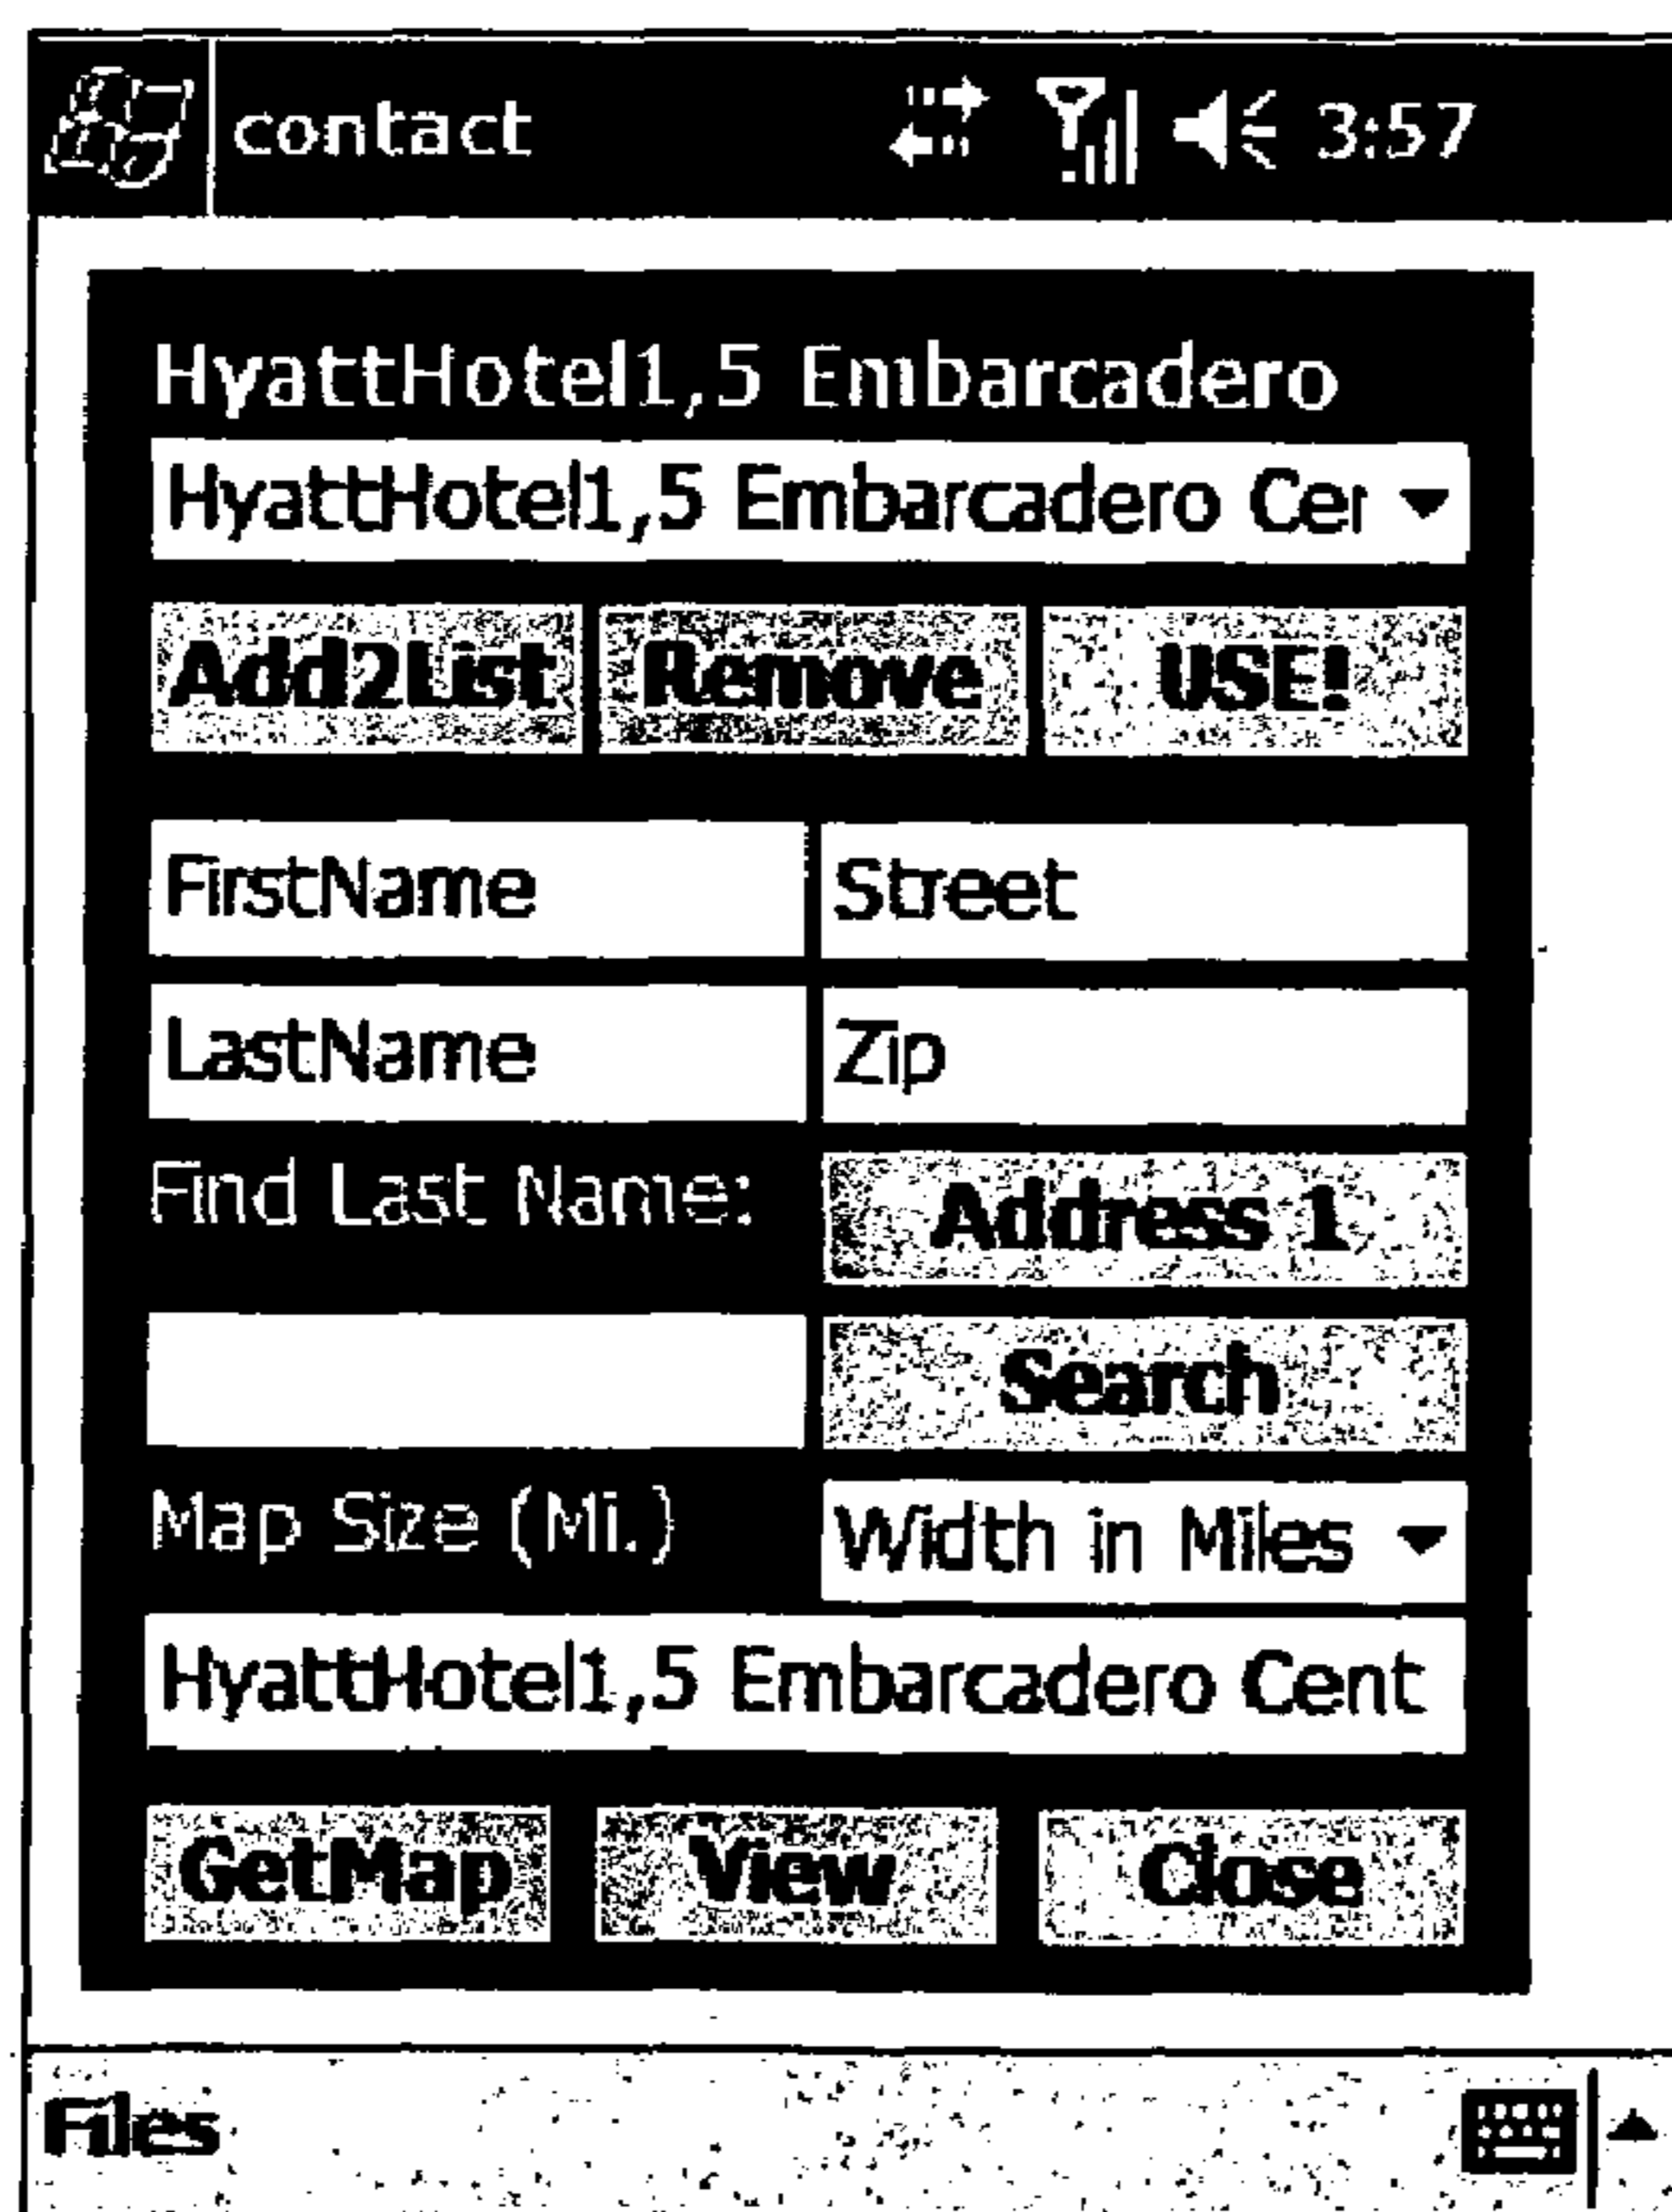 contact 3:57
HyattHotel1,5 Embarcadero
HyattHotel1,5 Embarcadero Cer
Add2List Remove USE!
FirstName Street
LastName Zip
Find Last Name: Address 1
Search
Map Size (Mi.) Width in Miles
HyattHotel1,5 Embarcadero Cent
GetMap View Close
Files